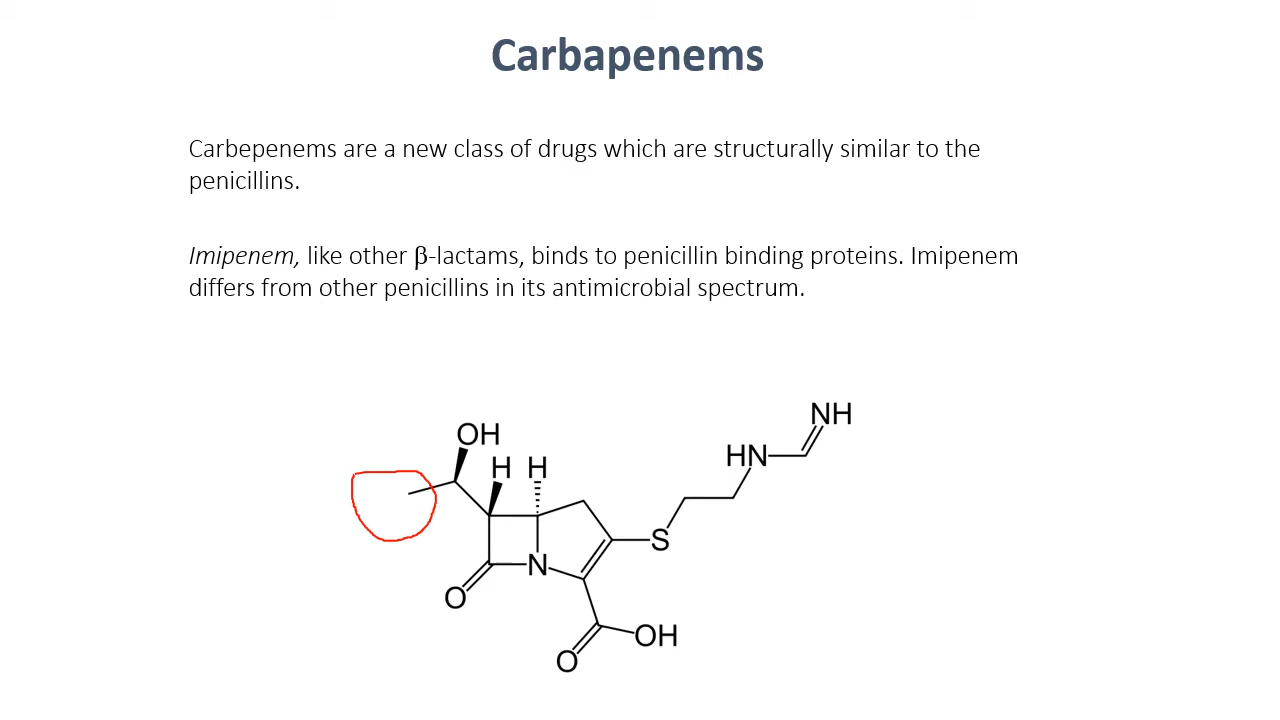 Carbapenems
Carbepenems are a new class of drugs which are structurally similar to the
penicillins.
Imipenem, like other β-lactams, binds to penicillin binding proteins. Imipenem
differs from other penicillins in its antimicrobial spectrum.
NH
OH
HN
H H
S
N
O
OH
O